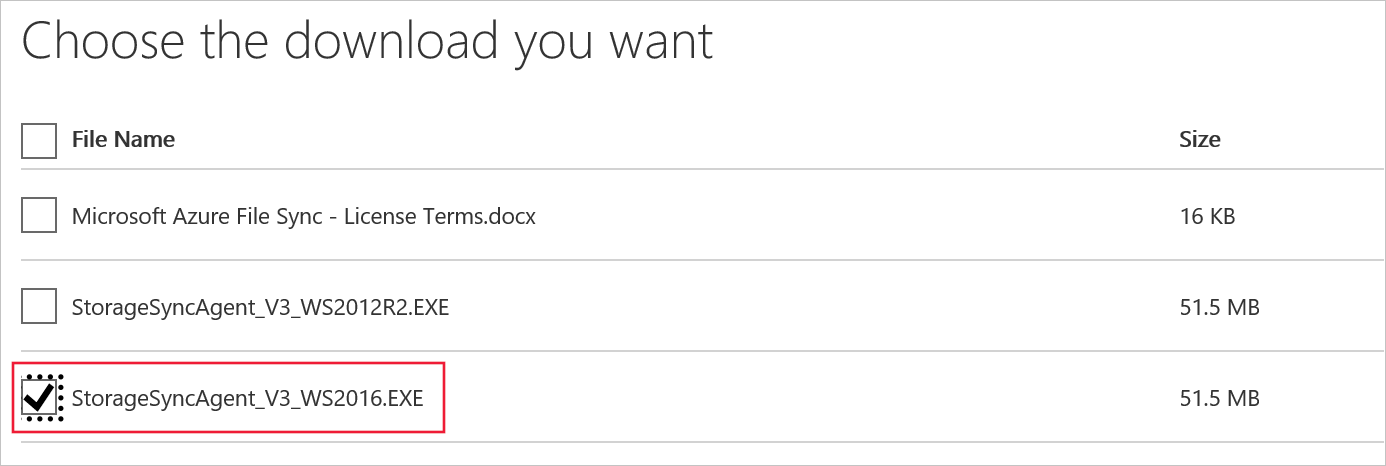 Choose the download you want
File Name Size
Microsoft Azure File Sync - License Terms.docx 16 KB
StorageSyncAgent_V3_WS2012R2.EXE 51.5 MB
StorageSyncAgent_V3_WS2016.EXE 51.5 MB